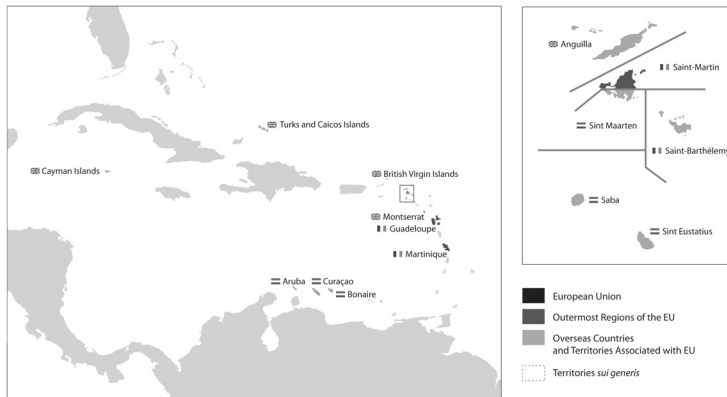 Turks and Caicos Islands
Cayman Islands
British Virgin Islands
Montserrat
Guadeloupe
Martinique
Aruba
Curaçao
Bonaire
Anguilla
Saint-Martin
Sint Maarten
Saint-Barthélemy
Saba
Sint Eustatius
European Union
Outermost Regions of the EU
Overseas Countries
and Territories Associated with EU
Territories sui generis